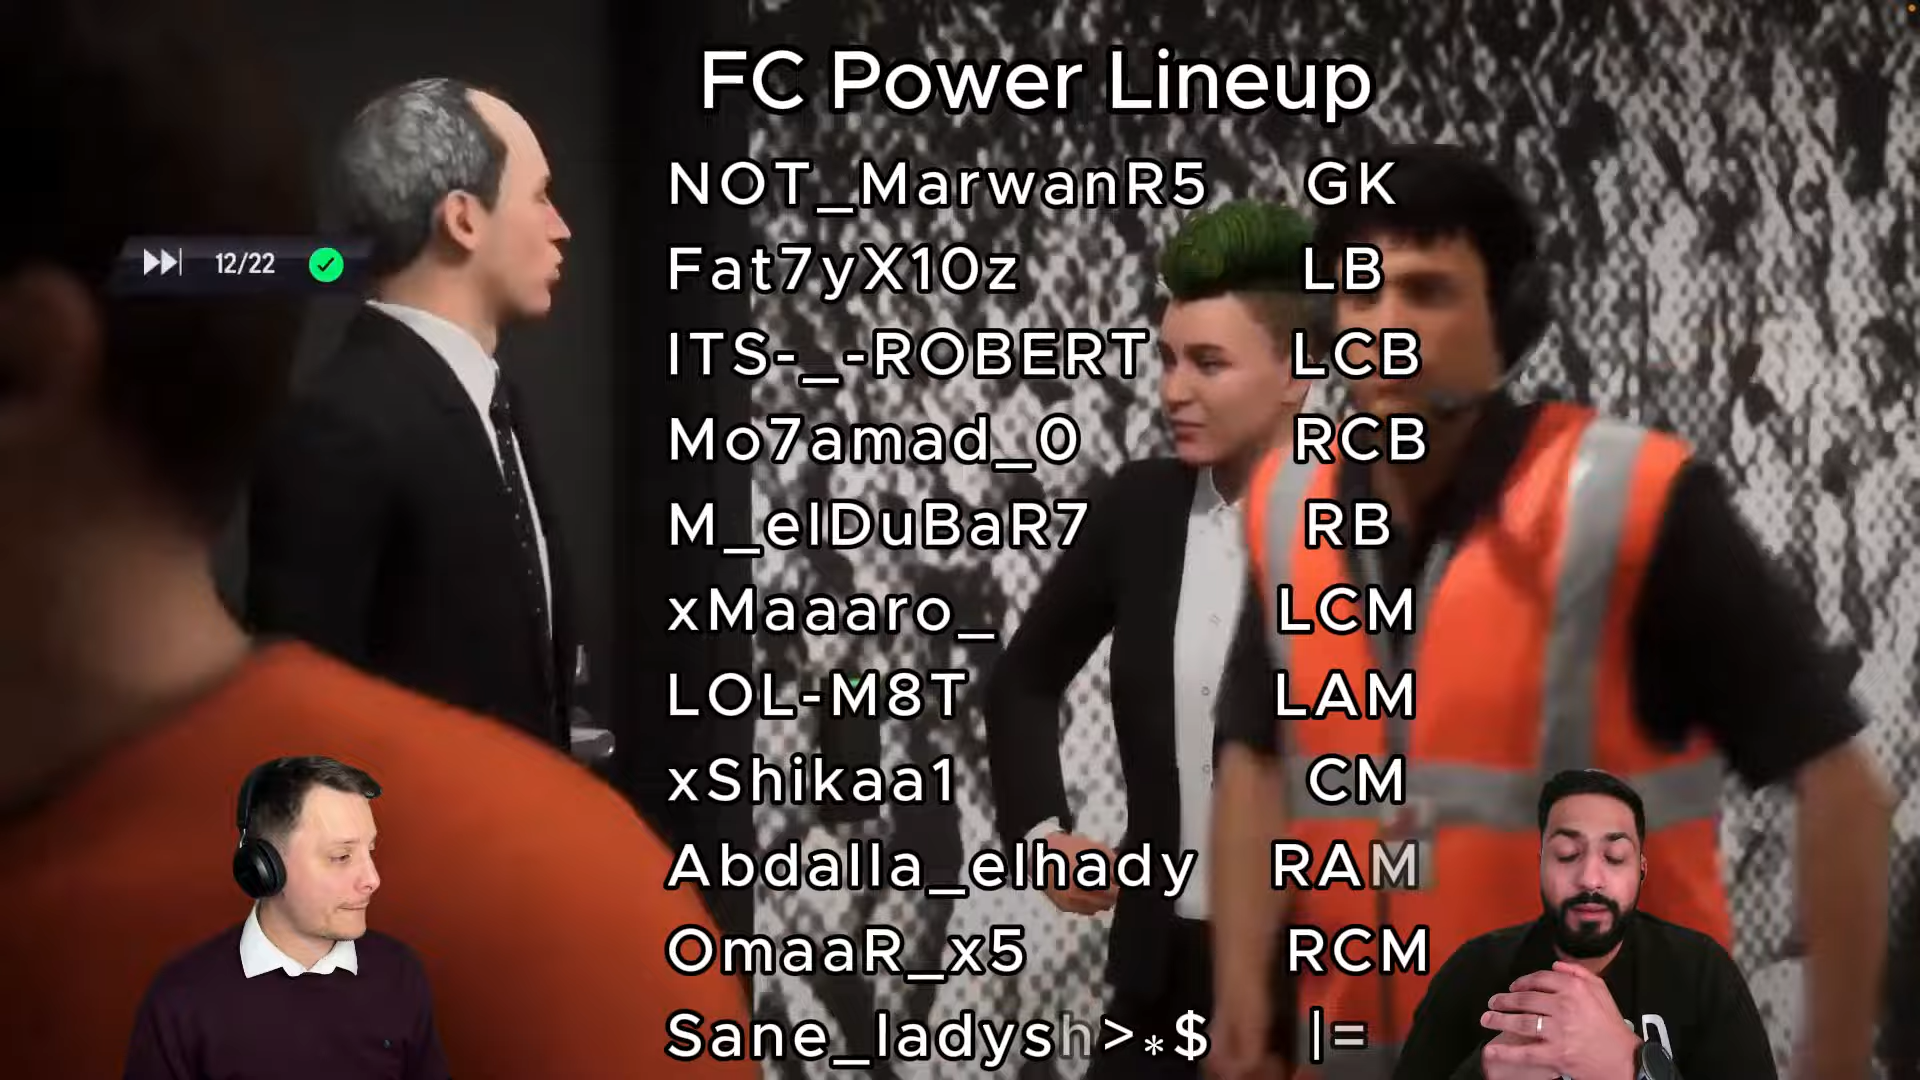 FC Power Lineup
NOT_MarwanR5 GK
12/22
Fat7yX10z LB
ITS-_-ROBERT LCB
Mo7amad_0 RCB
M_elDuBaR7 RB
xMaaaro_ LCM
LOL-M8T LAM
xShikaa1 CM
Abdalla_elhady RAM
OmaaR_x5 RCM
Sane_ladysh>*$ |=